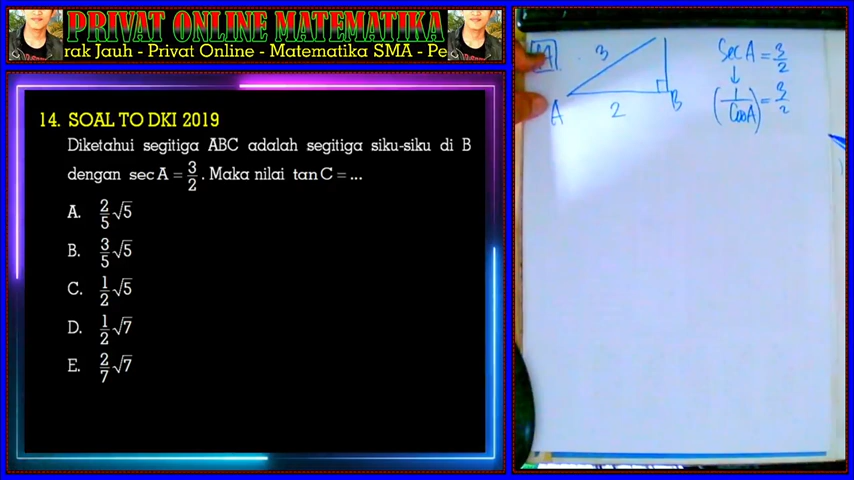 PRIVAT ONLINE MATEMATIKA
rak Jauh - Privat Online - Matematika SMA - Pe
14. SOAL TO DKI 2019
Diketahui segitiga ABC adalah segitiga siku-siku di B
dengan sec A = 3/2. Maka nilai tan C = ...
A. 2/5 √5
B. 3/5 √5
C. 1/2 √5
D. 1/2 √7
E. 2/7 √7
3
A
2
B
Sec A = 3/2
↓
(1/Cos A) = 3/2